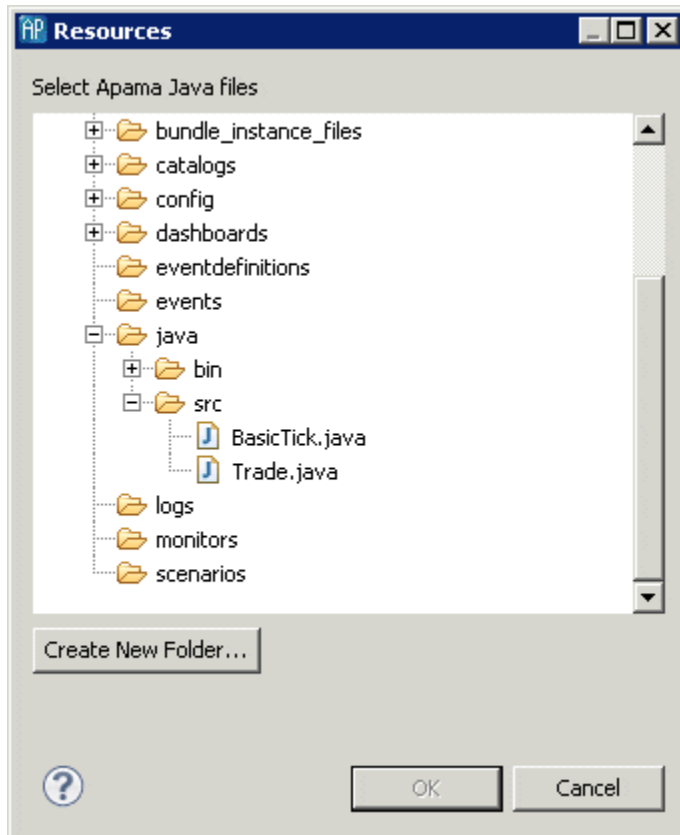 AP Resources
Select Apama Java files
bundle_instance_files
catalogs
config
dashboards
eventdefinitions
events
java
bin
src
J BasicTick.java
J Trade.java
logs
monitors
scenarios
Create New Folder...
? OK Cancel